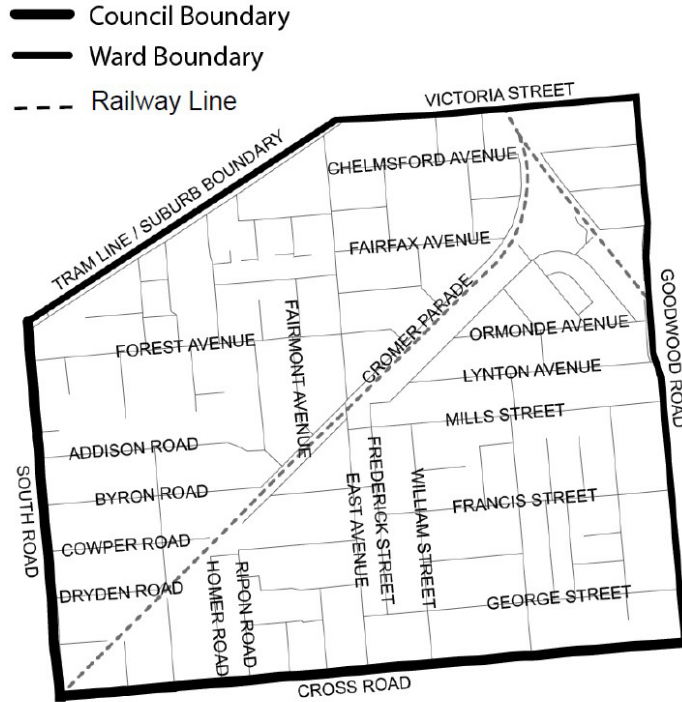 Council Boundary
Ward Boundary
Railway Line
VICTORIA STREET
TRAM LINE / SUBURB BOUNDARY
CHELMSFORD AVENUE
FAIRFAX AVENUE
GOODWOOD ROAD
CROMER PARADE
FAIRMONT AVENUE
ORMONDE AVENUE
FOREST AVENUE
LYNTON AVENUE
MILLS STREET
ADDISON ROAD
SOUTH ROAD
BYRON ROAD
FREDERICK STREET
EAST AVENUE
WILLIAM STREET
FRANCIS STREET
COWPER ROAD
DRYDEN ROAD
HOMER ROAD
RIPON ROAD
GEORGE STREET
CROSS ROAD